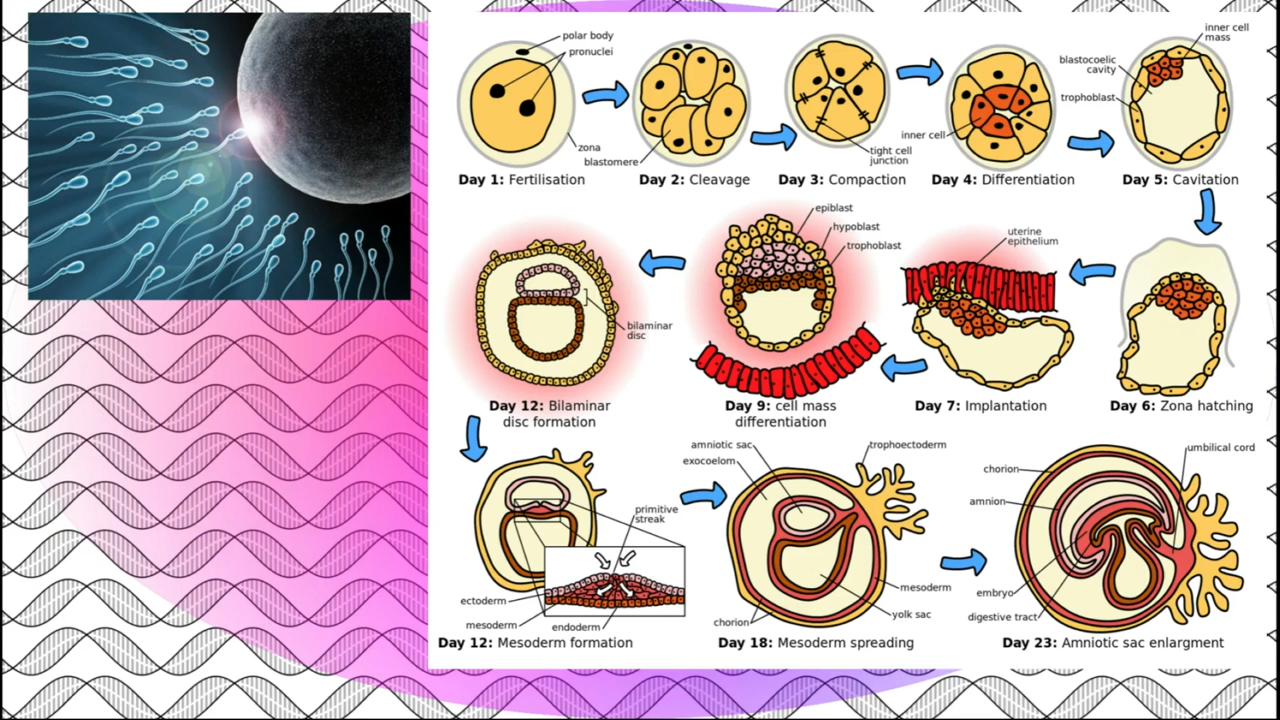 polar body
pronuclei
zona
blastomere
tight cell
junction
inner cell
inner cell
mass
blastocoelic
cavity
trophoblast
Day 1: Fertilisation
Day 2: Cleavage
Day 3: Compaction
Day 4: Differentiation
Day 5: Cavitation
bilaminar
disc
epiblast
hypoblast
trophoblast
uterine
epithelium
Day 12: Bilaminar
disc formation
Day 9: cell mass
differentiation
Day 7: Implantation
Day 6: Zona hatching
primitive
streak
ectoderm
mesoderm
endoderm
amniotic sac
exocoelom
trophoectoderm
mesoderm
yolk sac
chorion
umbilical cord
chorion
amnion
embryo
digestive tract
Day 12: Mesoderm formation
Day 18: Mesoderm spreading
Day 23: Amniotic sac enlargment